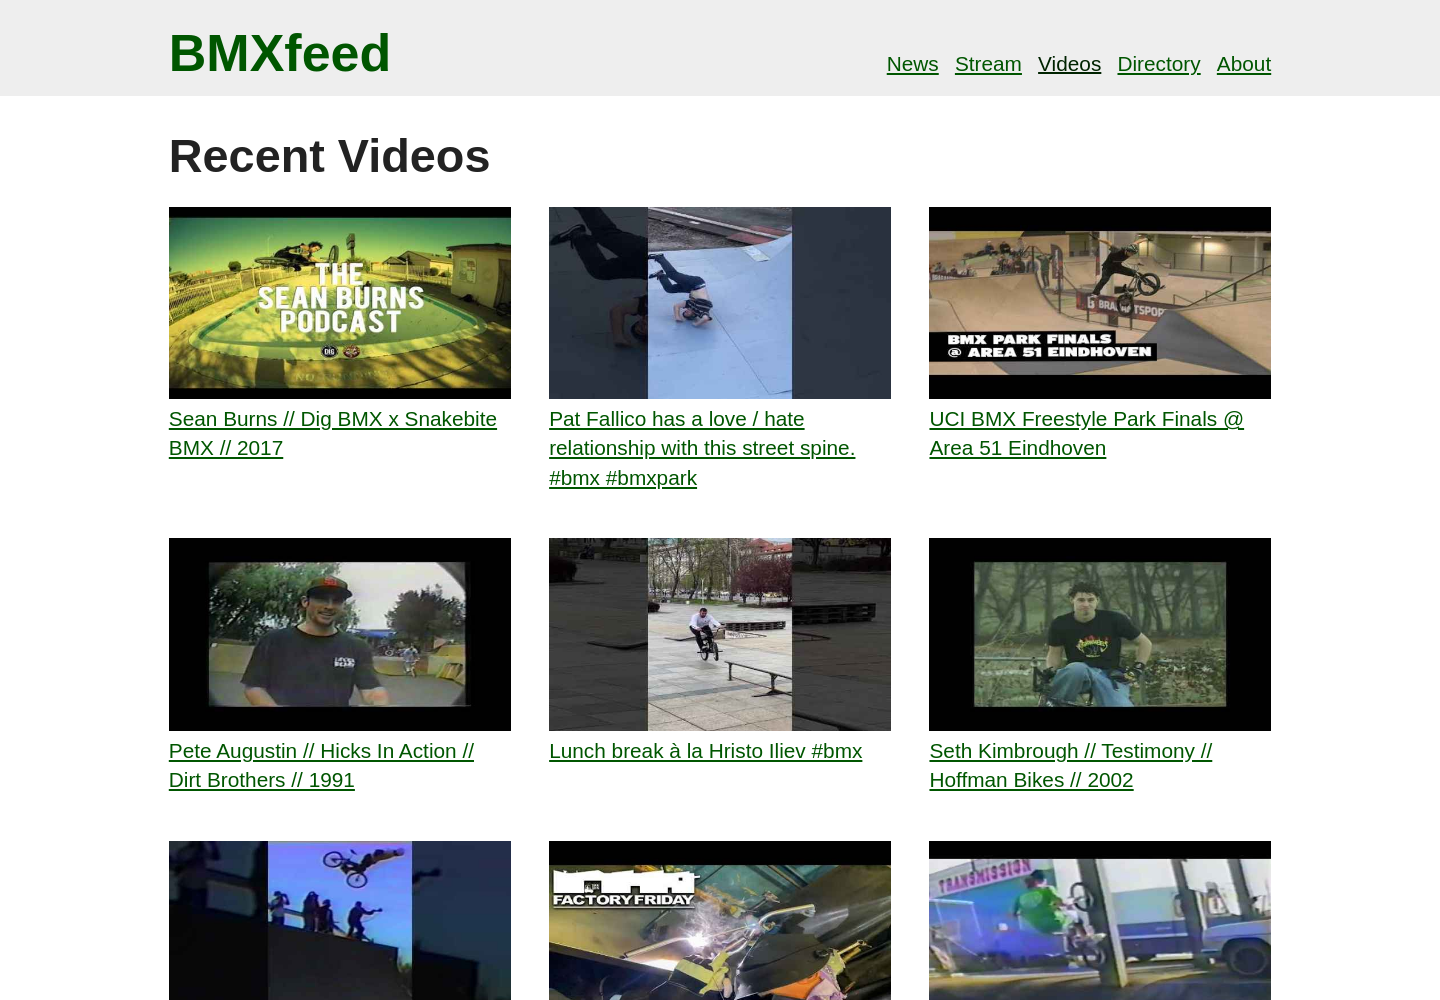 BMXfeed
News Stream Videos Directory About
Recent Videos
THE
SEAN BURNS
PODCAST
DIG
BMX PARK FINALS
@ AREA 51 EINDHOVEN
Sean Burns // Dig BMX x Snakebite
BMX // 2017
Pat Fallico has a love / hate
relationship with this street spine.
#bmx #bmxpark
UCI BMX Freestyle Park Finals @
Area 51 Eindhoven
Pete Augustin // Hicks In Action //
Dirt Brothers // 1991
Lunch break à la Hristo Iliev #bmx
Seth Kimbrough // Testimony //
Hoffman Bikes // 2002
FACTORY FRIDAY
TRANSMISSION